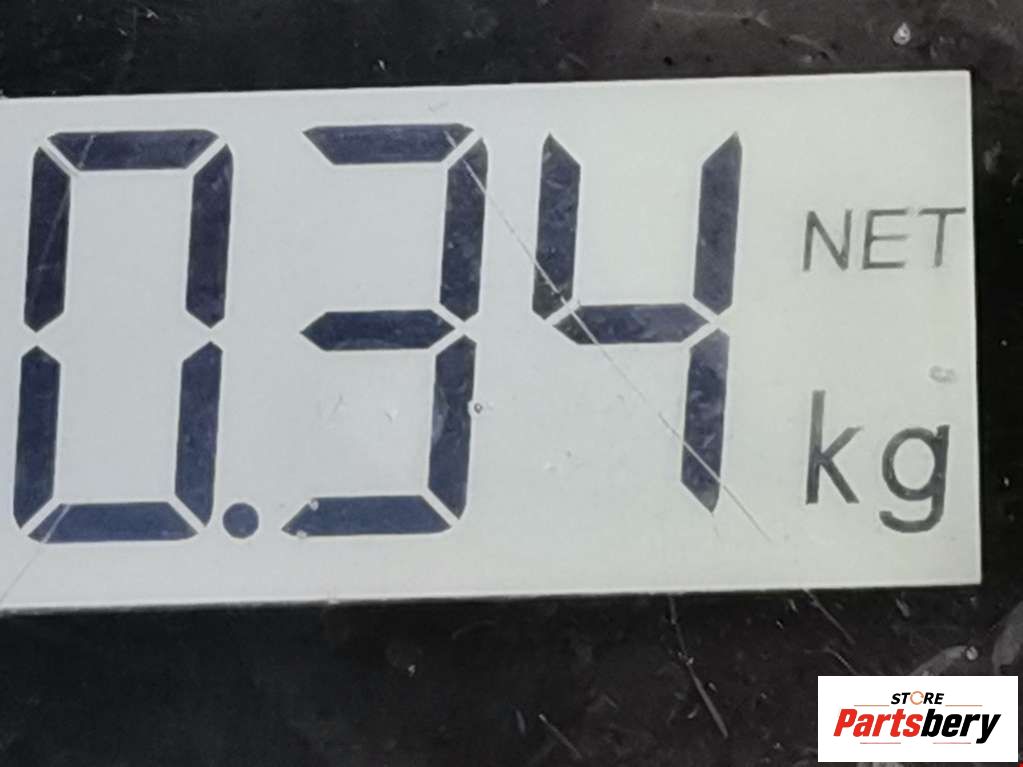 0.34 NET
kg
STORE
Partsbery